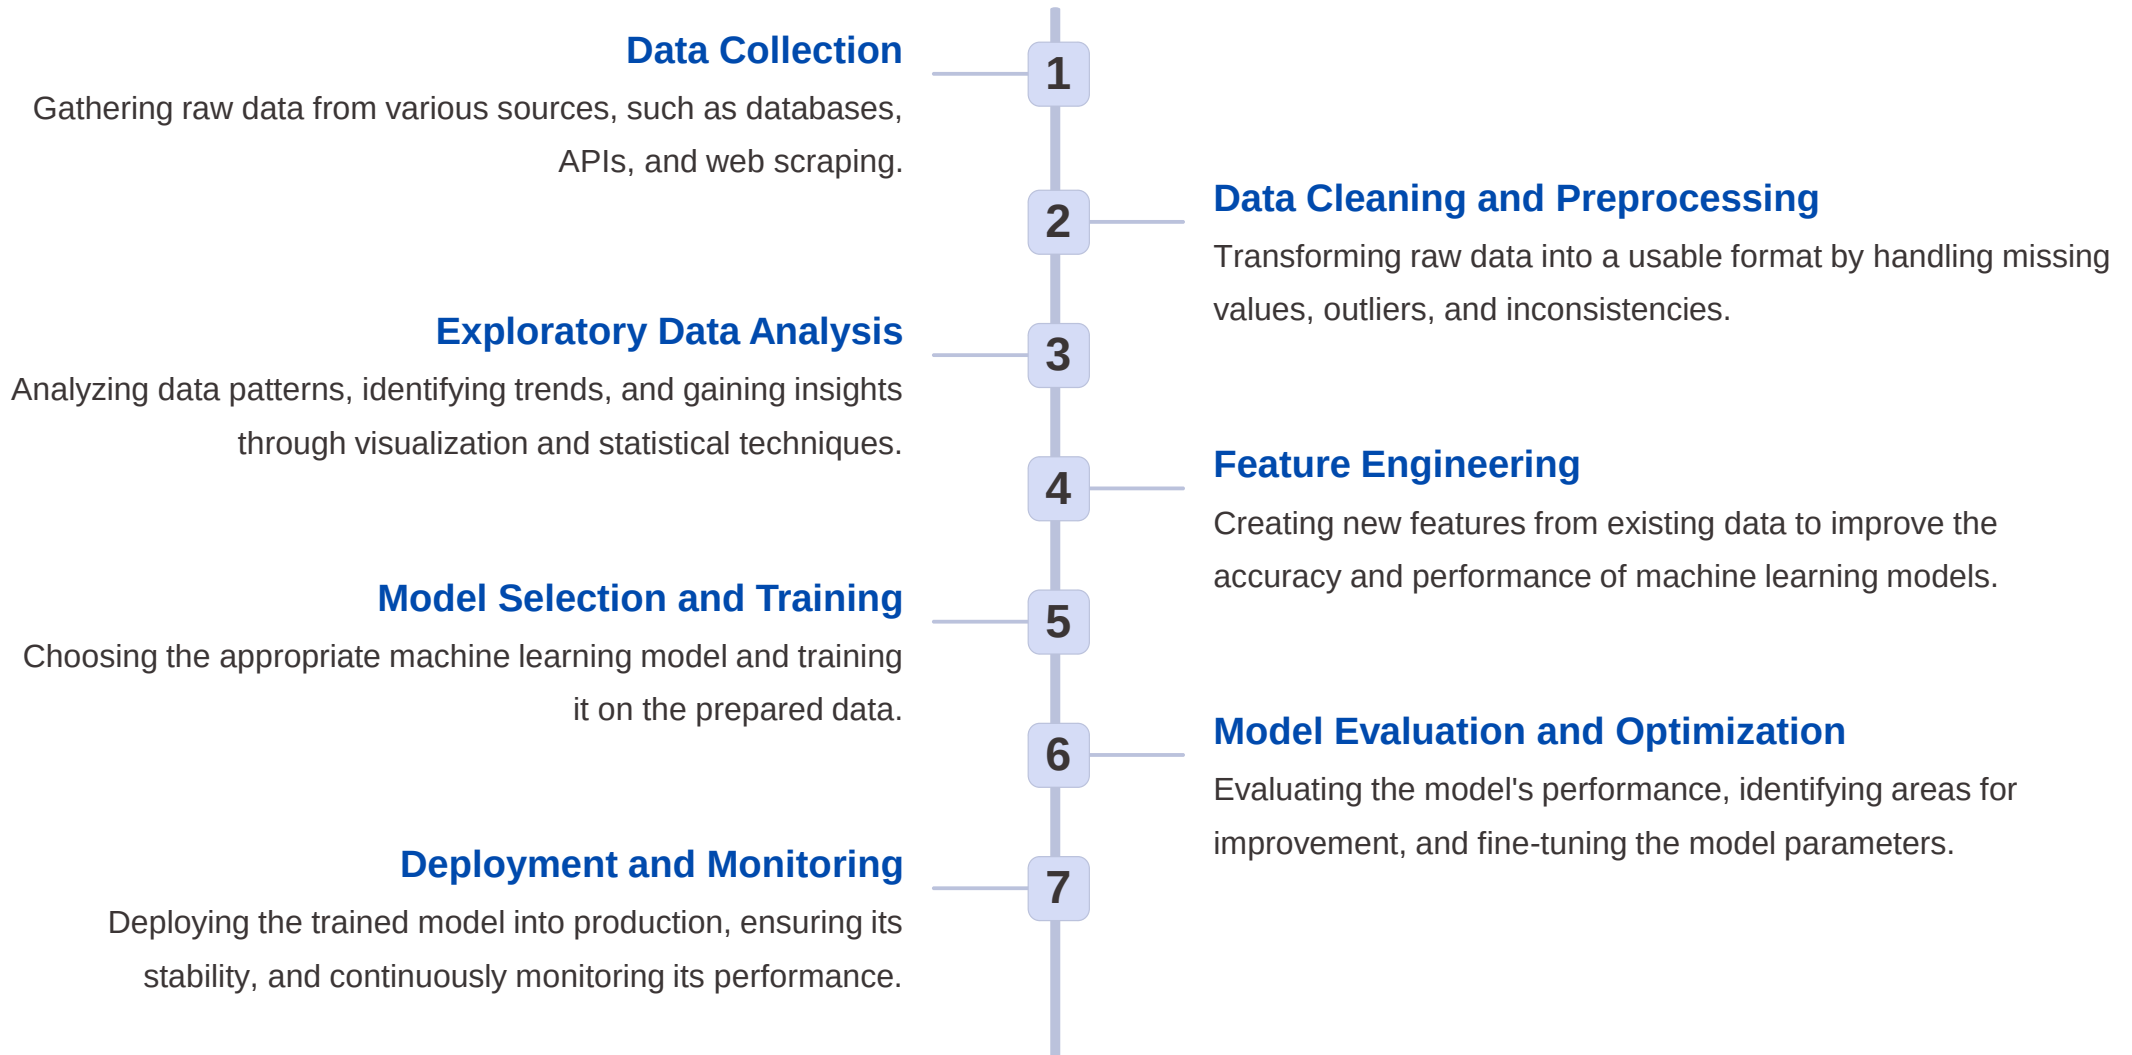 Data Collection
1
Gathering raw data from various sources, such as databases,
APIs, and web scraping.
2
Data Cleaning and Preprocessing
Transforming raw data into a usable format by handling missing
values, outliers, and inconsistencies.
Exploratory Data Analysis
3
Analyzing data patterns, identifying trends, and gaining insights
through visualization and statistical techniques.
4
Feature Engineering
Creating new features from existing data to improve the
accuracy and performance of machine learning models.
Model Selection and Training
5
Choosing the appropriate machine learning model and training
it on the prepared data.
6
Model Evaluation and Optimization
Evaluating the model's performance, identifying areas for
improvement, and fine-tuning the model parameters.
Deployment and Monitoring
7
Deploying the trained model into production, ensuring its
stability, and continuously monitoring its performance.